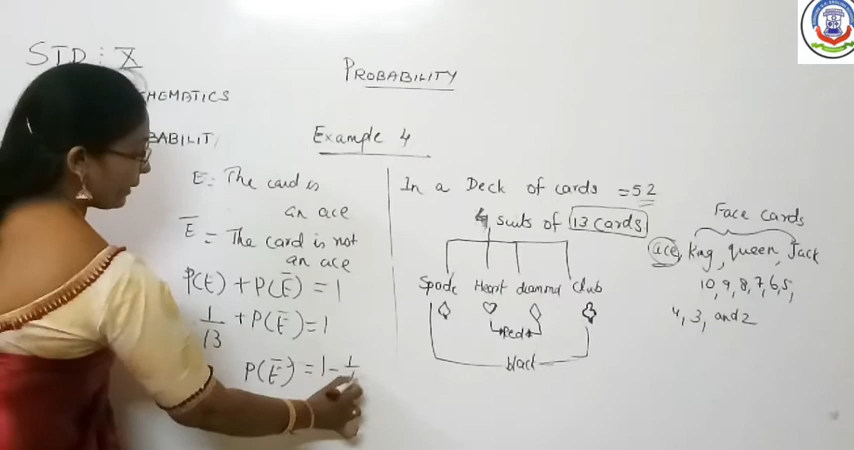 STD : X
THEMATICS
BABILIT
PROBABILITY
Example 4
E: The card is
an ace
E̅ = The card is not
an ace
P(E) + P(E̅) = 1
1/13 + P(E̅) = 1
P(E̅) = 1 - 1/1
In a Deck of cards = 52
4 suits of 13 cards
Spade Heart diamond Club
Red
black
Face cards
ace, King, queen, Jack
10, 9, 8, 7, 6, 5,
4, 3, and 2